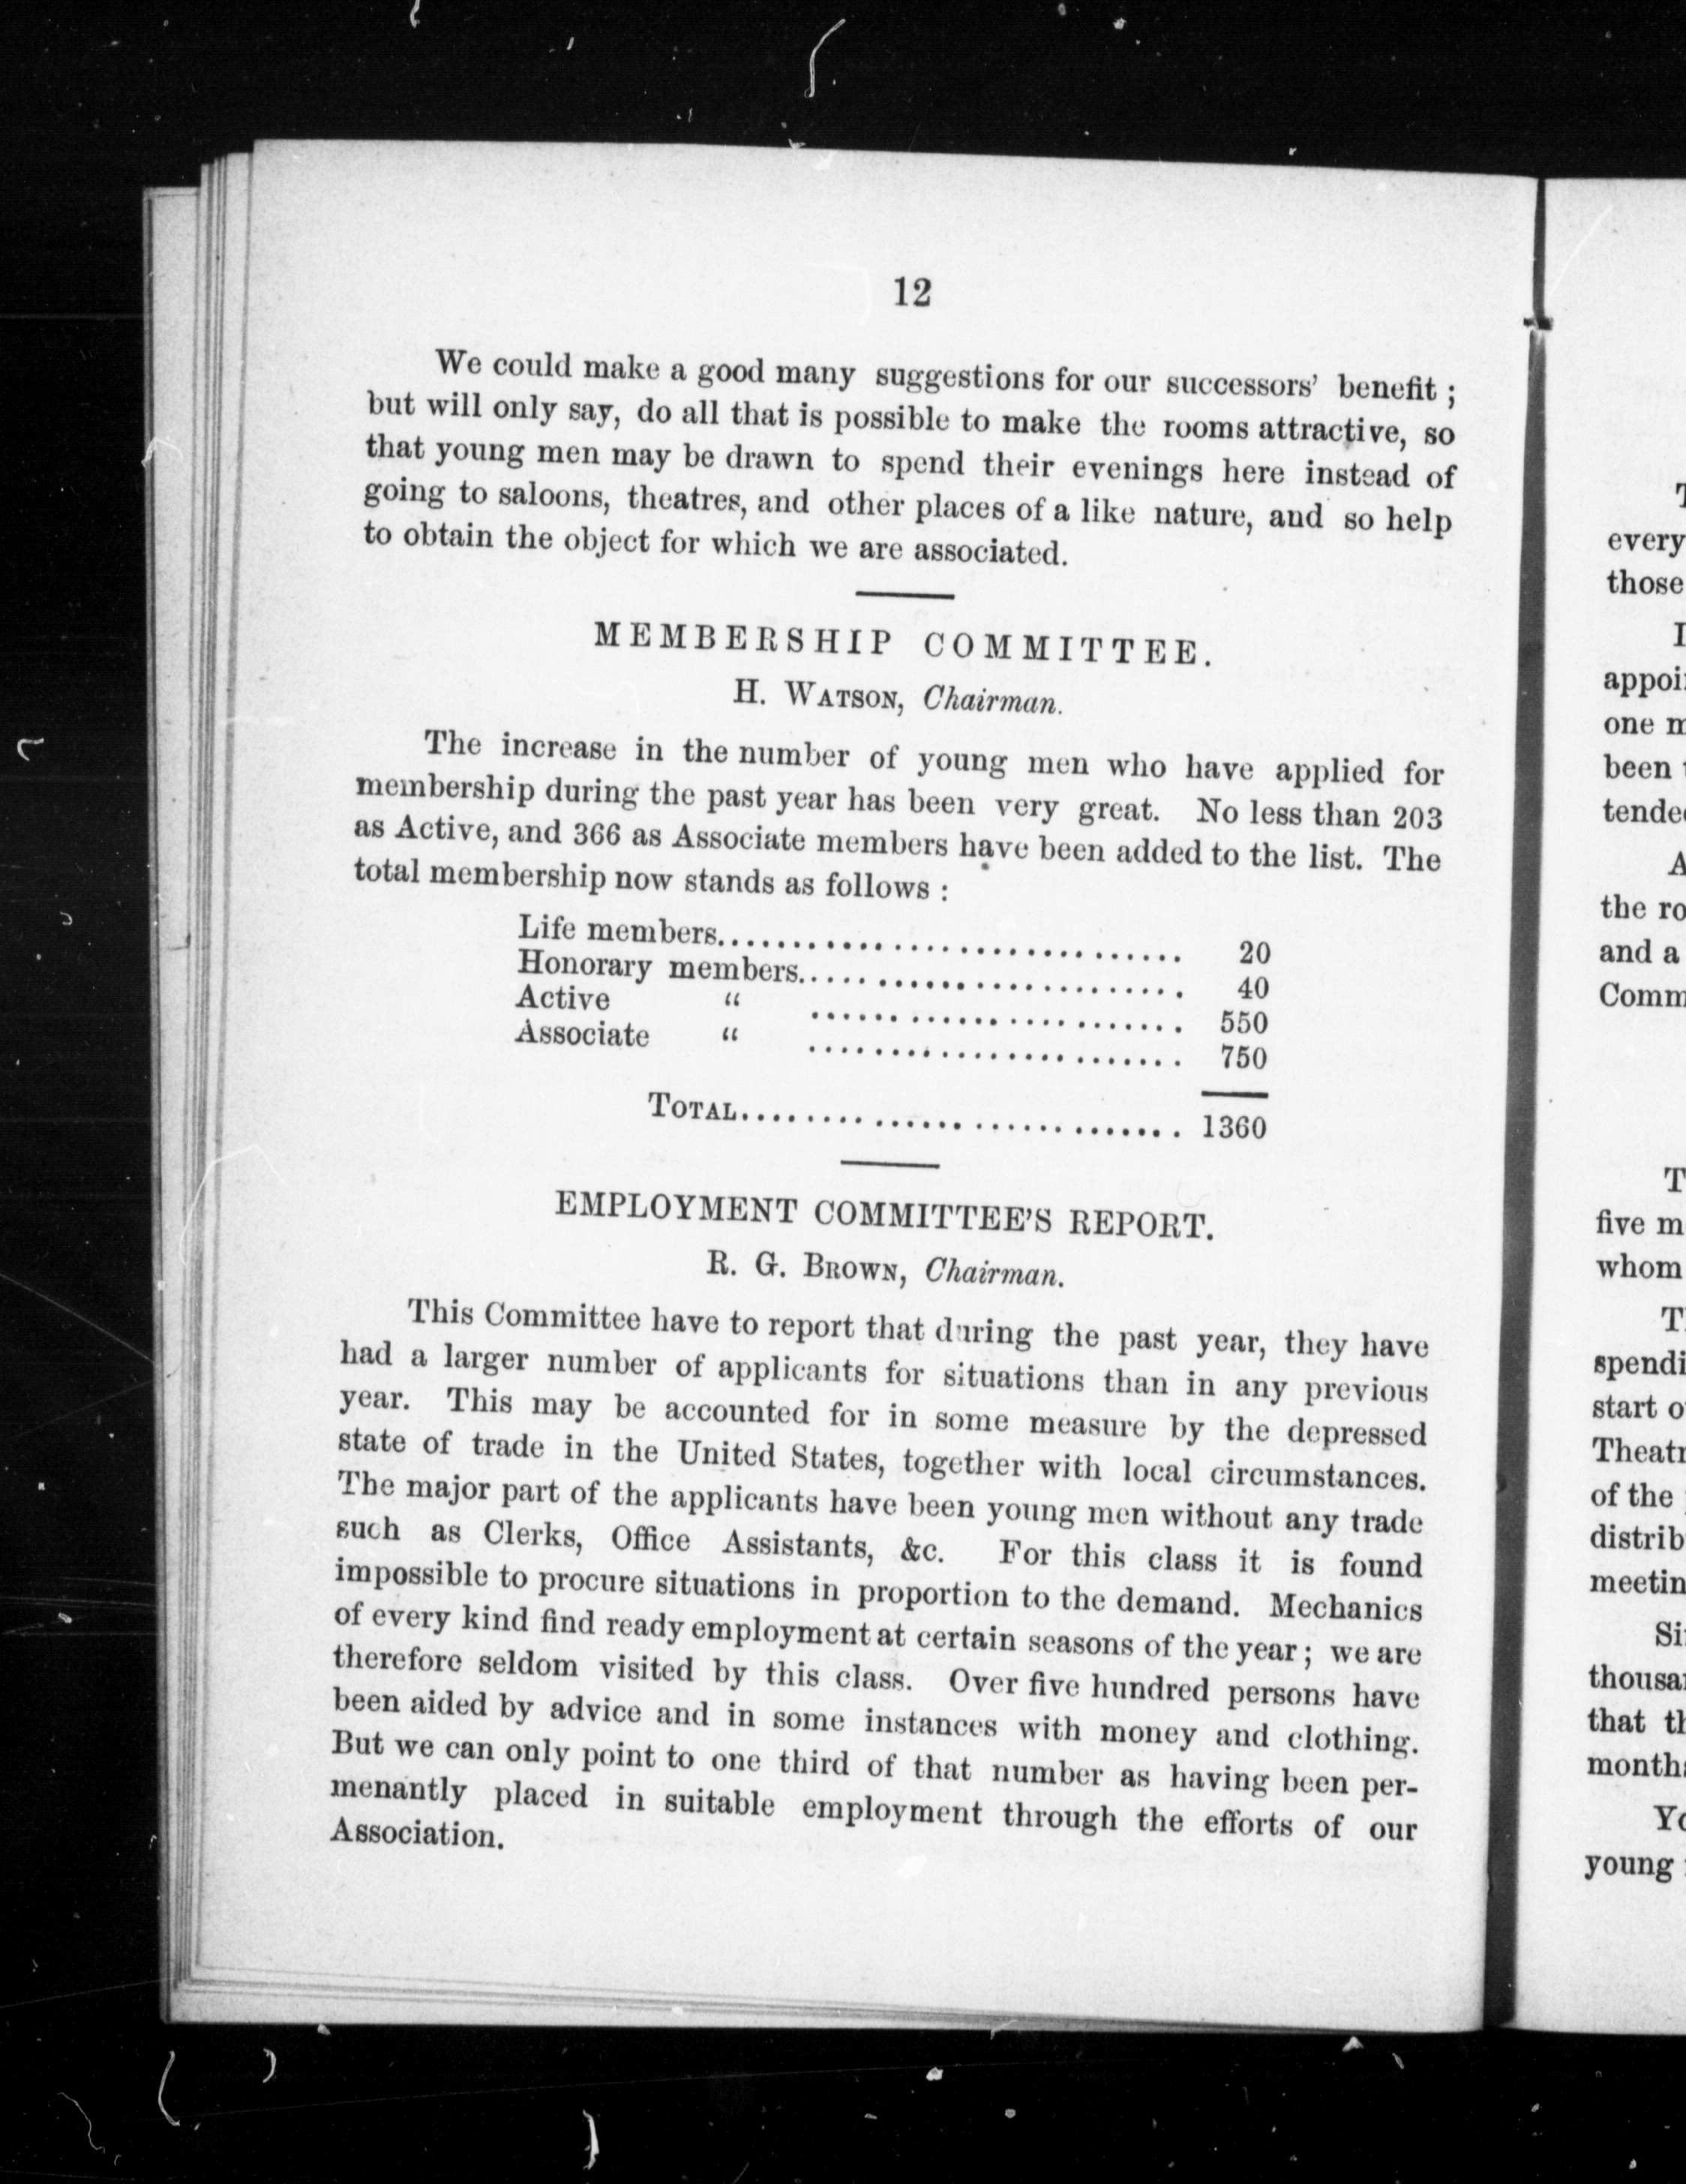 12
We could make a good many suggestions for our successors' benefit ;
but will only say, do all that is possible to make the rooms attractive, so
that young men may be drawn to spend their evenings here instead of
going to saloons, theatres, and other places of a like nature, and so help
to obtain the object for which we are associated.
MEMBERSHIP COMMITTEE.
H. WATSON, Chairman.
The increase in the number of young men who have applied for
membership during the past year has been very great. No less than 203
as Active, and 366 as Associate members have been added to the list. The
total membership now stands as follows :
Life members.................................. 20
Honorary members............................ 40
Active " ........................ 550
Associate " ........................ 750
TOTAL................................ 1360
EMPLOYMENT COMMITTEE'S REPORT.
R. G. BROWN, Chairman.
This Committee have to report that during the past year, they have
had a larger number of applicants for situations than in any previous
year. This may be accounted for in some measure by the depressed
state of trade in the United States, together with local circumstances.
The major part of the applicants have been young men without any trade
such as Clerks, Office Assistants, &c. For this class it is found
impossible to procure situations in proportion to the demand. Mechanics
of every kind find ready employment at certain seasons of the year ; we are
therefore seldom visited by this class. Over five hundred persons have
been aided by advice and in some instances with money and clothing.
But we can only point to one third of that number as having been per-
menantly placed in suitable employment through the efforts of our
Association.
every
those
one
been
the
and a
five
whom
start
of the
that
young